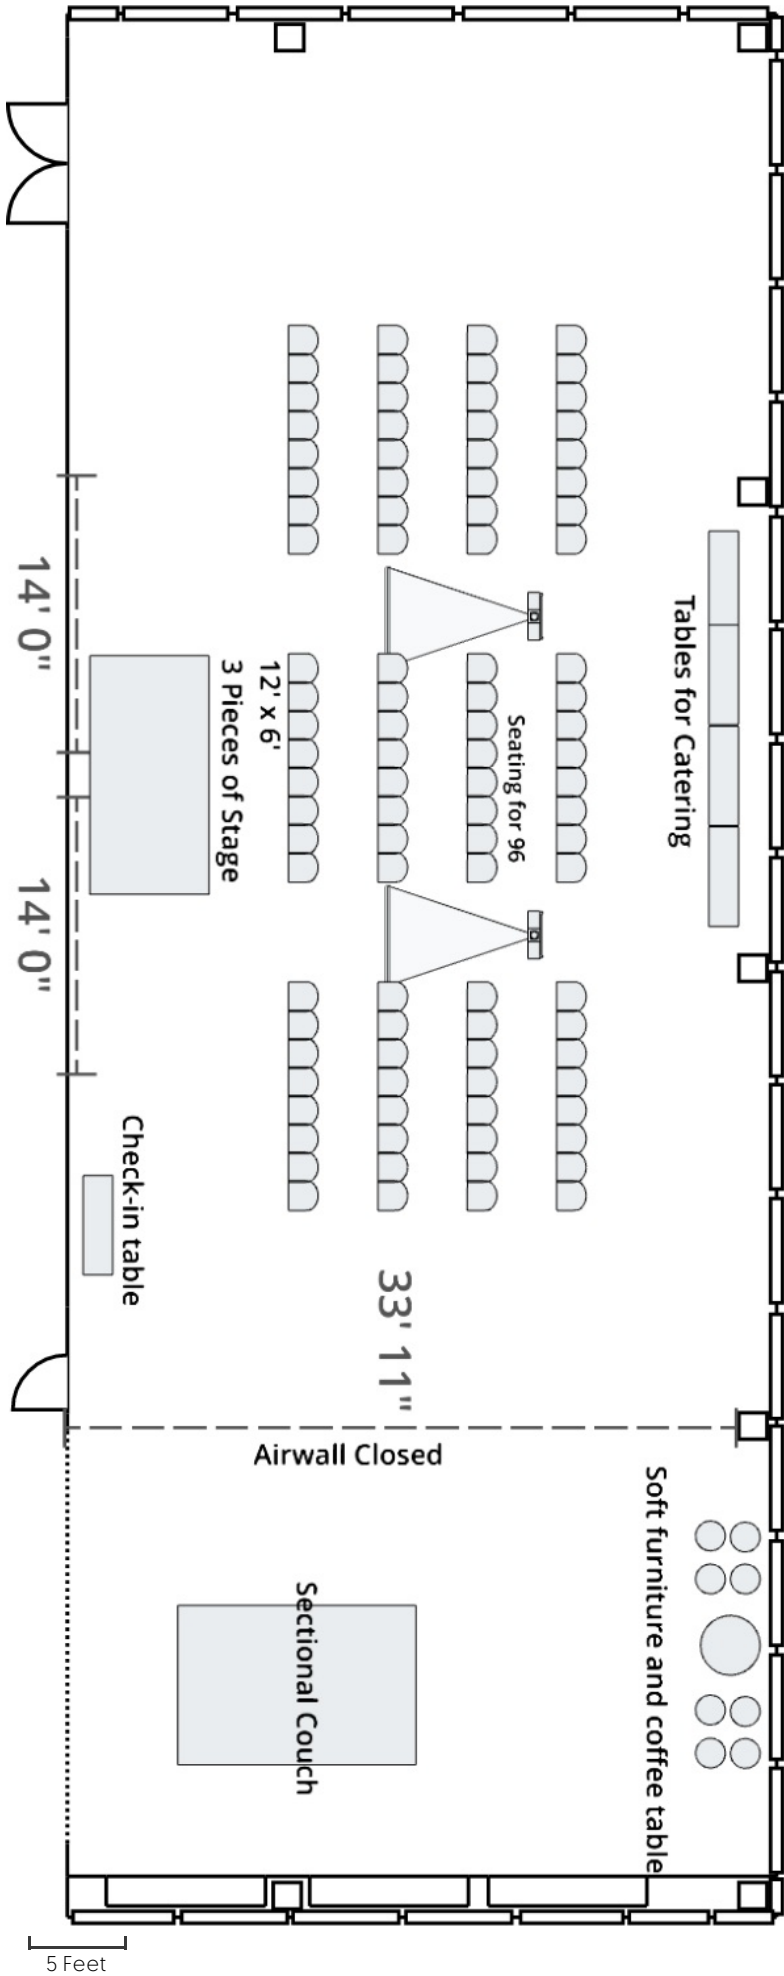 14' 0"
12' x 6'
3 Pieces of Stage
Tables for Catering
Seating for 96
14' 0"
Check-in table
33' 11"
Airwall Closed
Soft furniture and coffee table
Sectional Couch
5 Feet